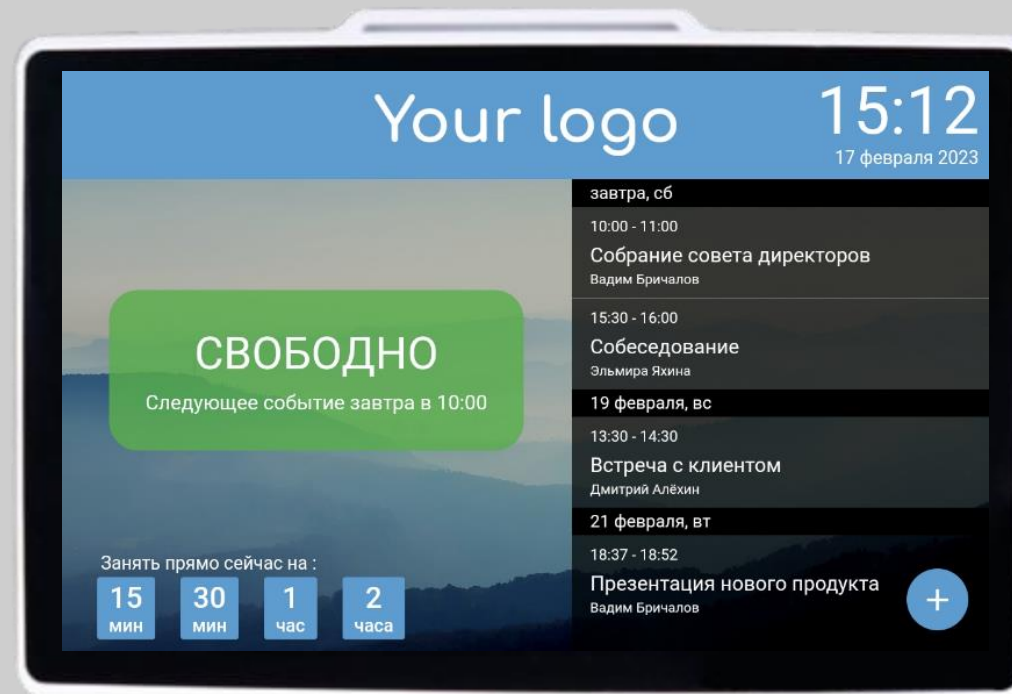 Your logo
15:12
17 февраля 2023
СВОБОДНО
Следующее событие завтра в 10:00
Занять прямо сейчас на :
15 мин
30 мин
1 час
2 часа
завтра, сб
10:00 - 11:00
Собрание совета директоров
Вадим Бричалов
15:30 - 16:00
Собеседование
Эльмира Яхина
19 февраля, вс
13:30 - 14:30
Встреча с клиентом
Дмитрий Алёхин
21 февраля, вт
18:37 - 18:52
Презентация нового продукта
Вадим Бричалов
+